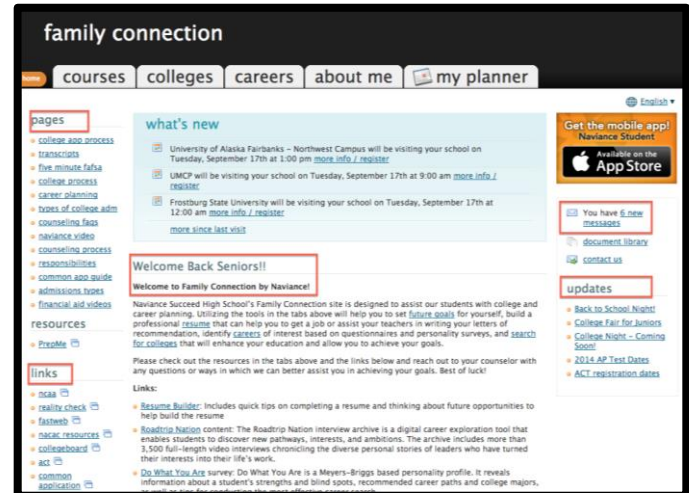 family connection
home
courses
colleges
careers
about me
my planner
English
pages
college app process
transcripts
five minute fafsa
college process
career planning
types of college adm
counseling faqs
naviance video
counseling process
responsibilities
common app guide
admissions types
financial aid videos
resources
PrepMe
links
ncaa
reality check
fastweb
nacac resources
collegeboard
act
common
application
what's new
University of Alaska Fairbanks - Northwest Campus will be visiting your school on
Tuesday, September 17th at 1:00 pm more info / register
UMCP will be visiting your school on Tuesday, September 17th at 9:00 am more info /
register
Frostburg State University will be visiting your school on Tuesday, September 17th at
12:00 am more info / register
more since last visit
Welcome Back Seniors!!
Welcome to Family Connection by Naviance!
Naviance Succeed High School's Family Connection site is designed to assist our students with college and
career planning. Utilizing the tools in the tabs above will help you to set future goals for yourself, build a
professional resume that can help you to get a job or assist your teachers in writing your letters of
recommendation, identify careers of interest based on questionnaires and personality surveys, and search
for colleges that will enhance your education and allow you to achieve your goals.
Please check out the resources in the tabs above and the links below and reach out to your counselor with
any questions or ways in which we can better assist you in achieving your goals. Best of luck!
Links:
Resume Builder: Includes quick tips on completing a resume and thinking about future opportunities to
help build the resume
Roadtrip Nation content: The Roadtrip Nation interview archive is a digital career exploration tool that
enables students to discover new pathways, interests, and ambitions. The archive includes more than
3,500 full-length video interviews chronicling the diverse personal stories of leaders who have turned
their interests into their life's work.
Do What You Are survey: Do What You Are is a Meyers-Briggs based personality profile. It reveals
information about a student's strengths and blind spots, recommended career paths and college majors,
as well as tips for conducting the most effective career search.
Get the mobile app!
Naviance Student
Available on the
App Store
You have 6 new
messages
document library
contact us
updates
Back to School Night!
College Fair for Juniors
College Night - Coming
Soon!
2014 AP Test Dates
ACT registration dates